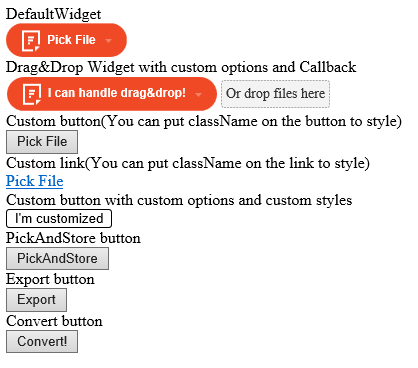 DefaultWidget
Pick File
Drag&Drop Widget with custom options and Callback
I can handle drag&drop! Or drop files here
Custom button(You can put className on the button to style)
Pick File
Custom link(You can put className on the link to style)
Pick File
Custom button with custom options and custom styles
I'm customized
PickAndStore button
PickAndStore
Export button
Export
Convert button
Convert!